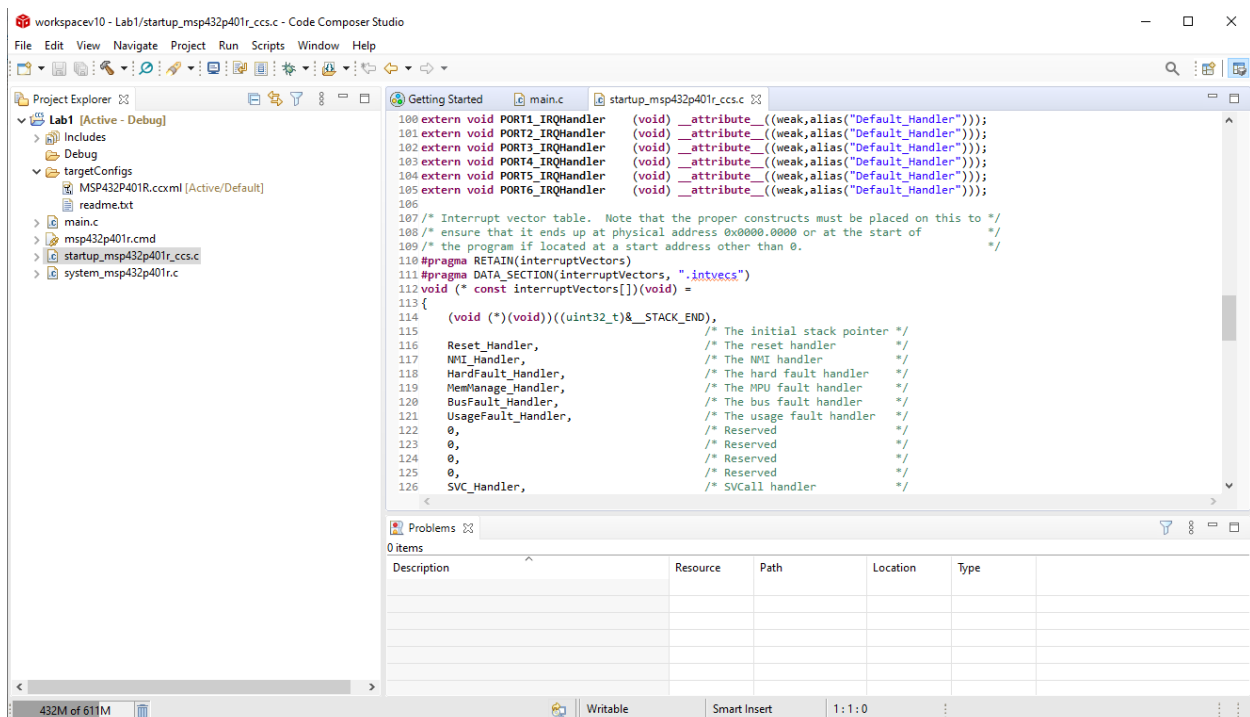 workspacev10 - Lab1/startup_msp432p401r_ccs.c - Code Composer Studio
File Edit View Navigate Project Run Scripts Window Help
Project Explorer
Lab1 [Active - Debug]
Includes
Debug
targetConfigs
MSP432P401R.ccxml [Active/Default]
readme.txt
main.c
msp432p401r.cmd
startup_msp432p401r_ccs.c
system_msp432p401r.c
Getting Started main.c startup_msp432p401r_ccs.c
100 extern void PORT1_IRQHandler (void) __attribute__((weak,alias("Default_Handler")));
101 extern void PORT2_IRQHandler (void) __attribute__((weak,alias("Default_Handler")));
102 extern void PORT3_IRQHandler (void) __attribute__((weak,alias("Default_Handler")));
103 extern void PORT4_IRQHandler (void) __attribute__((weak,alias("Default_Handler")));
104 extern void PORT5_IRQHandler (void) __attribute__((weak,alias("Default_Handler")));
105 extern void PORT6_IRQHandler (void) __attribute__((weak,alias("Default_Handler")));
106
107 /* Interrupt vector table. Note that the proper constructs must be placed on this to */
108 /* ensure that it ends up at physical address 0x0000.0000 or at the start of */
109 /* the program if located at a start address other than 0. */
110 #pragma RETAIN(interruptVectors)
111 #pragma DATA_SECTION(interruptVectors, ".intvecs")
112 void (* const interruptVectors[])(void) =
113 {
114 (void (*)(void))((uint32_t)&__STACK_END),
115 /* The initial stack pointer */
116 Reset_Handler, /* The reset handler */
117 NMI_Handler, /* The NMI handler */
118 HardFault_Handler, /* The hard fault handler */
119 MemManage_Handler, /* The MPU fault handler */
120 BusFault_Handler, /* The bus fault handler */
121 UsageFault_Handler, /* The usage fault handler */
122 0, /* Reserved */
123 0, /* Reserved */
124 0, /* Reserved */
125 0, /* Reserved */
126 SVC_Handler, /* SVCall handler */
Problems
0 items
Description Resource Path Location Type
432M of 611M Writable Smart Insert 1 : 1 : 0